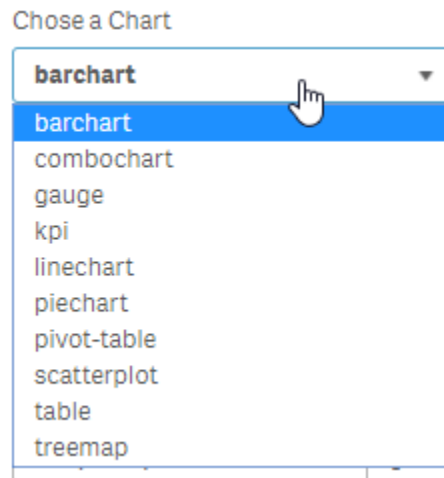 Chose a Chart
barchart
barchart
combochart
gauge
kpi
linechart
piechart
pivot-table
scatterplot
table
treemap